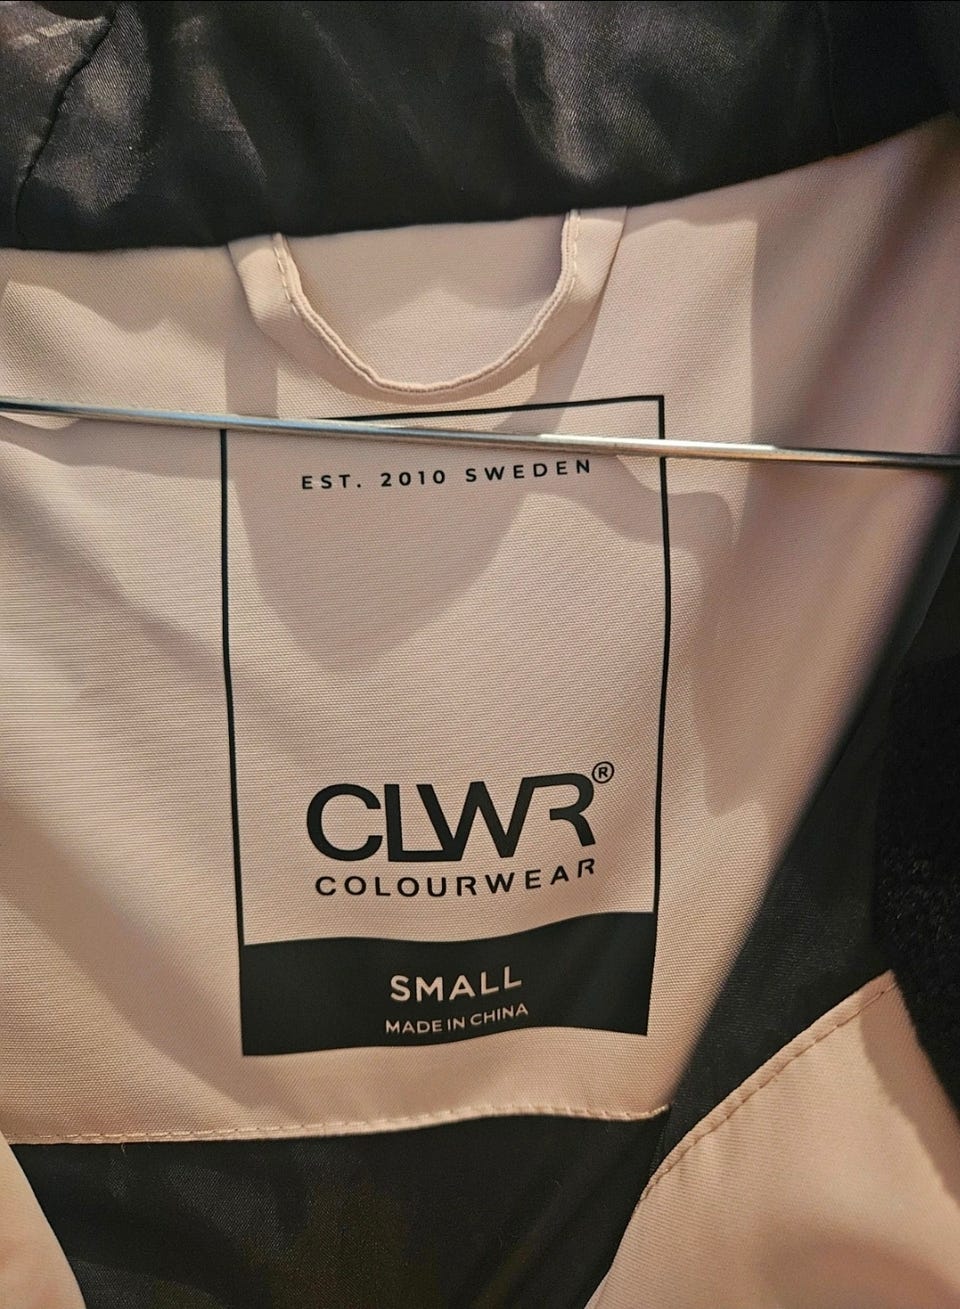 EST. 2010 SWEDEN
CLWR®
COLOURWEAR
SMALL
MADE IN CHINA